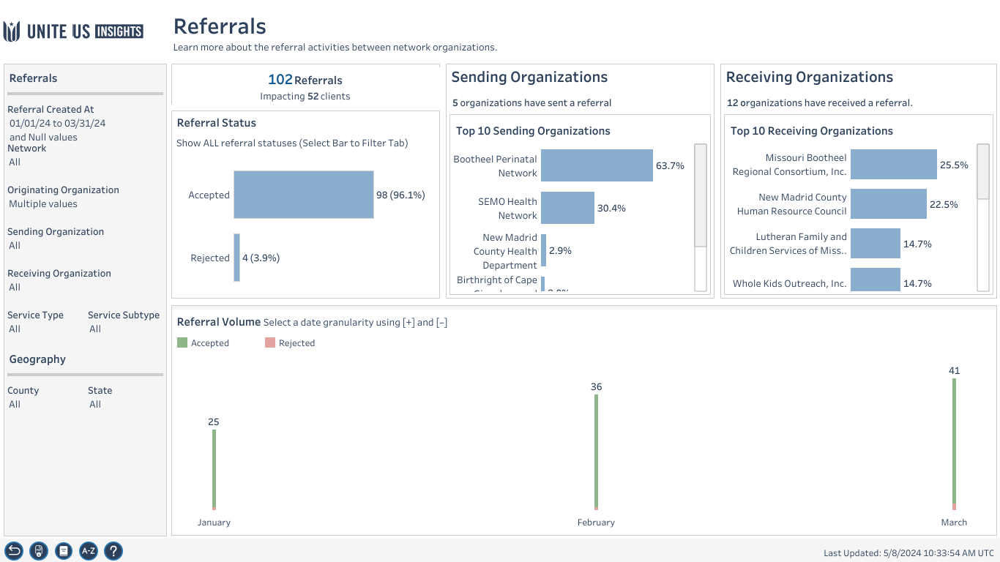 UNITE US INSIGHTS
Referrals
Learn more about the referral activities between network organizations.
Referrals
Referral Created At
01/01/24 to 03/31/24
and Null values
Network
All
Originating Organization
Multiple values
Sending Organization
All
Receiving Organization
All
Service Type Service Subtype
All All
Geography
County State
All All
102 Referrals
Impacting 52 clients
Referral Status
Show ALL referral statuses (Select Bar to Filter Tab)
Accepted 98 (96.1%)
Rejected 4 (3.9%)
Sending Organizations
5 organizations have sent a referral
Top 10 Sending Organizations
Bootheel Perinatal
Network 63.7%
SEMO Health
Network 30.4%
New Madrid
County Health
Department 2.9%
Birthright of Cape
Receiving Organizations
12 organizations have received a referral.
Top 10 Receiving Organizations
Missouri Bootheel
Regional Consortium, Inc. 25.5%
New Madrid County
Human Resource Council 22.5%
Lutheran Family and
Children Services of Miss.. 14.7%
Whole Kids Outreach, Inc. 14.7%
Referral Volume Select a date granularity using [+] and [–]
Accepted Rejected
25
36
41
January February March
A-Z ?
Last Updated: 5/8/2024 10:33:54 AM UTC